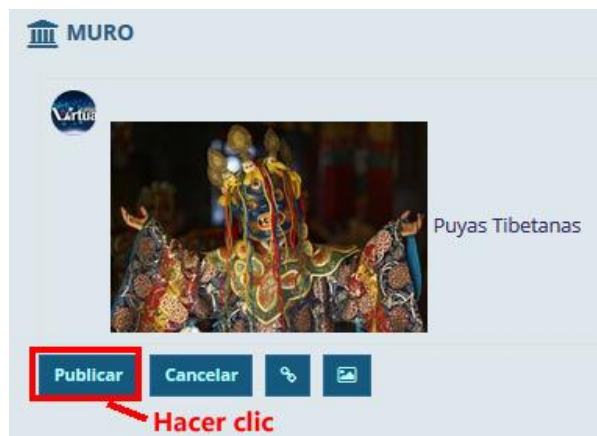 MURO
Virtua
Puyas Tibetanas
Publicar Cancelar
Hacer clic